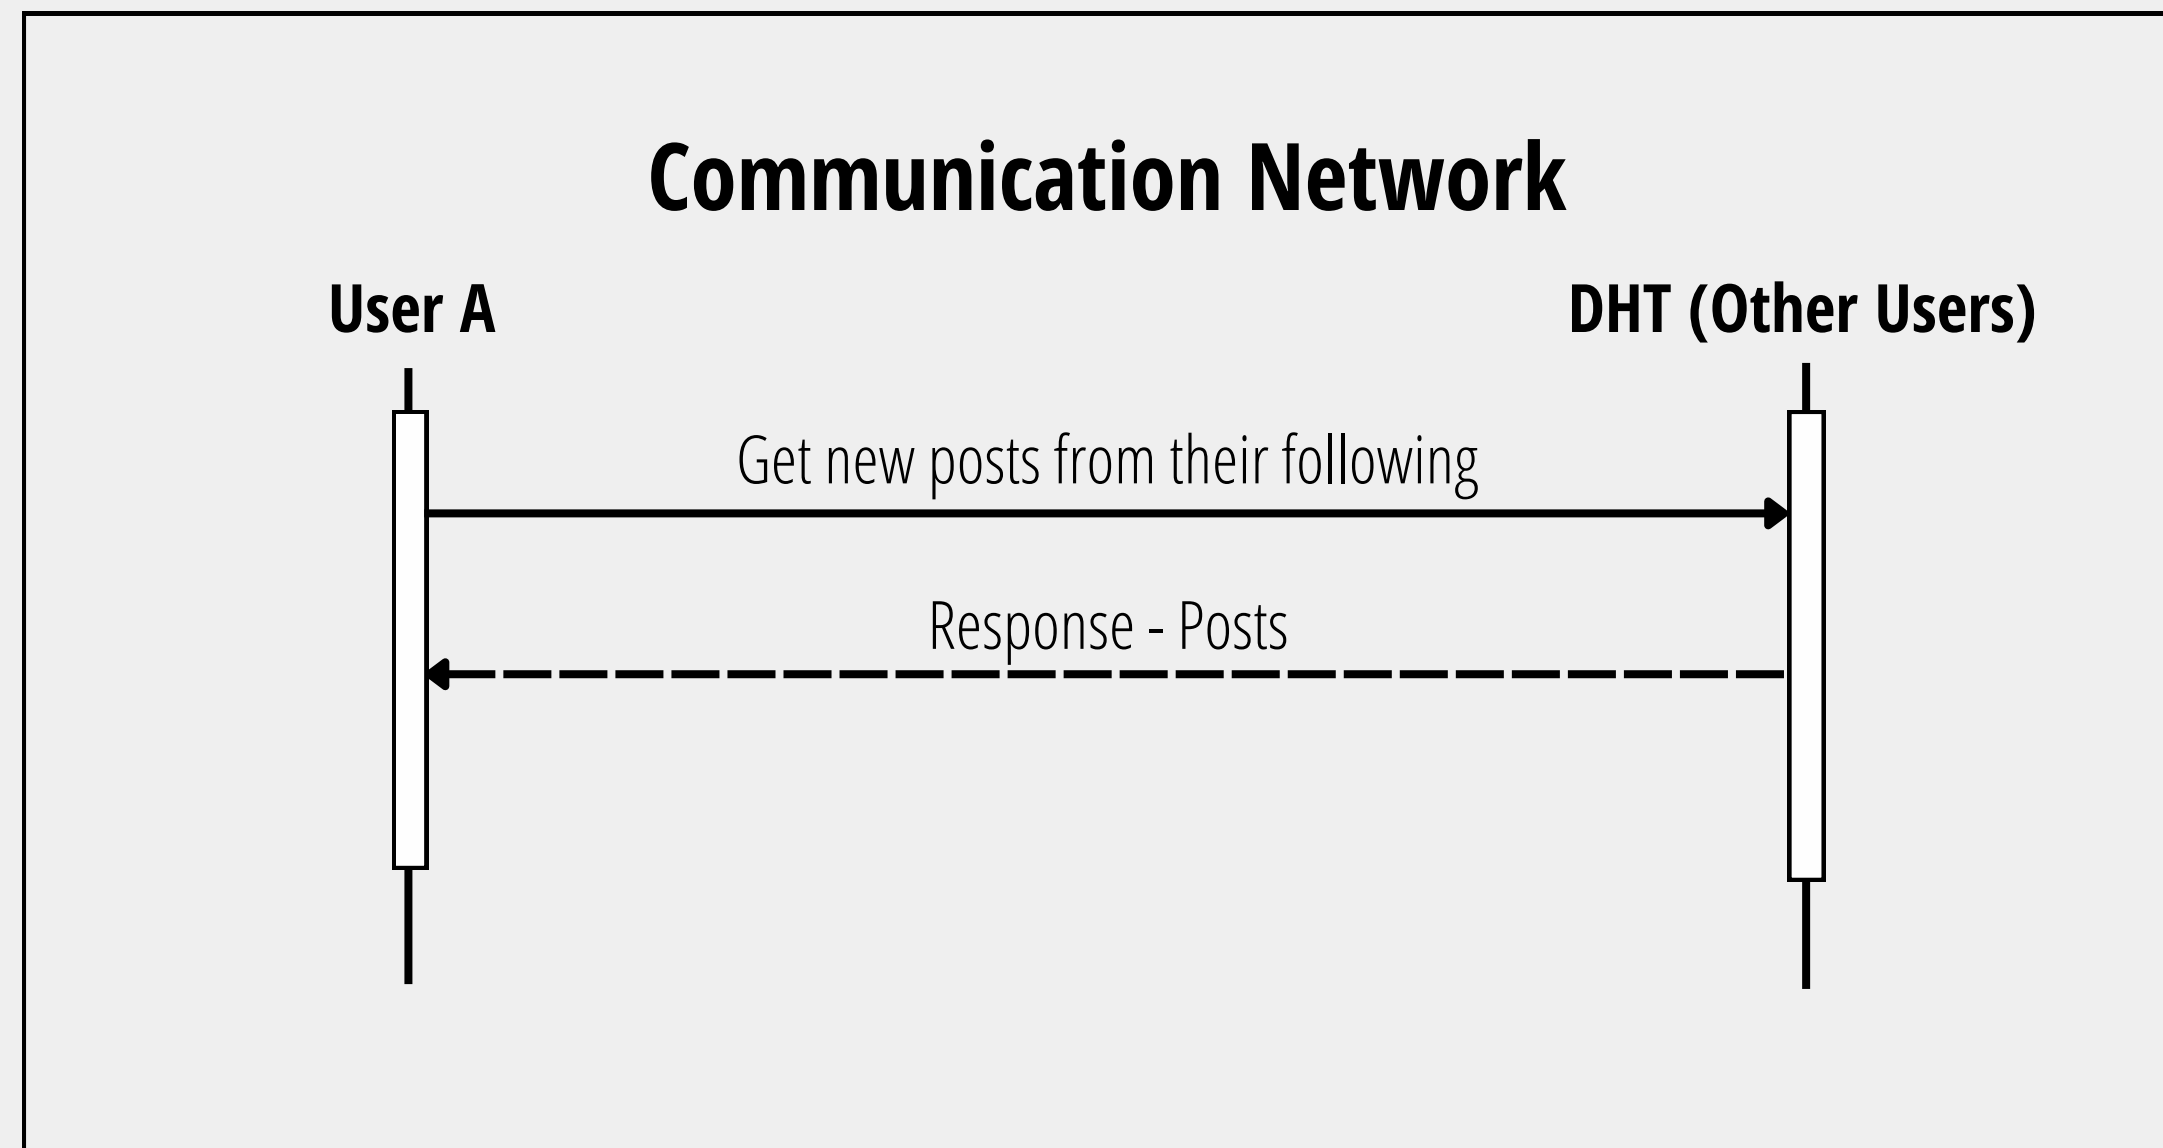 Communication Network
User A
DHT (Other Users)
Get new posts from their following
Response - Posts